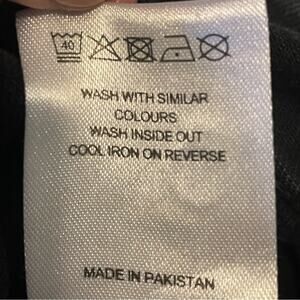 40
WASH WITH SIMILAR
COLOURS
WASH INSIDE OUT
COOL IRON ON REVERSE
MADE IN PAKISTAN